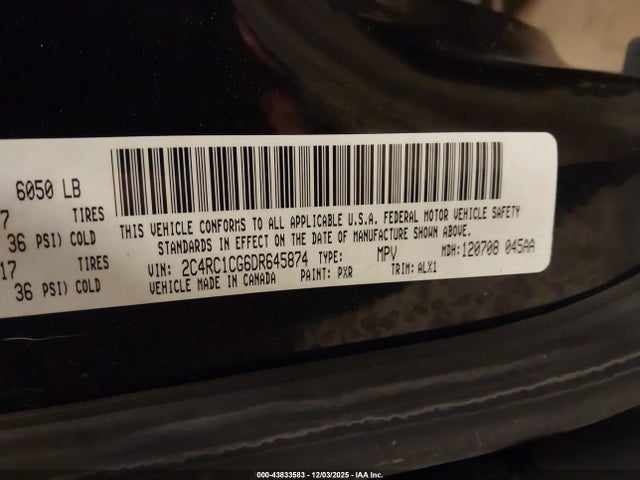 6050 LB
7 TIRES
36 PSI) COLD
17 TIRES
36 PSI) COLD
THIS VEHICLE CONFORMS TO ALL APPLICABLE U.S.A. FEDERAL MOTOR VEHICLE SAFETY
STANDARDS IN EFFECT ON THE DATE OF MANUFACTURE SHOWN ABOVE.
VIN: 2C4RC1CG6DR645874 TYPE: MPV MDH: 120708 045AA
VEHICLE MADE IN CANADA PAINT: PXR TRIM: ALX1
000-43833583 - 12/03/2025 - IAA Inc.